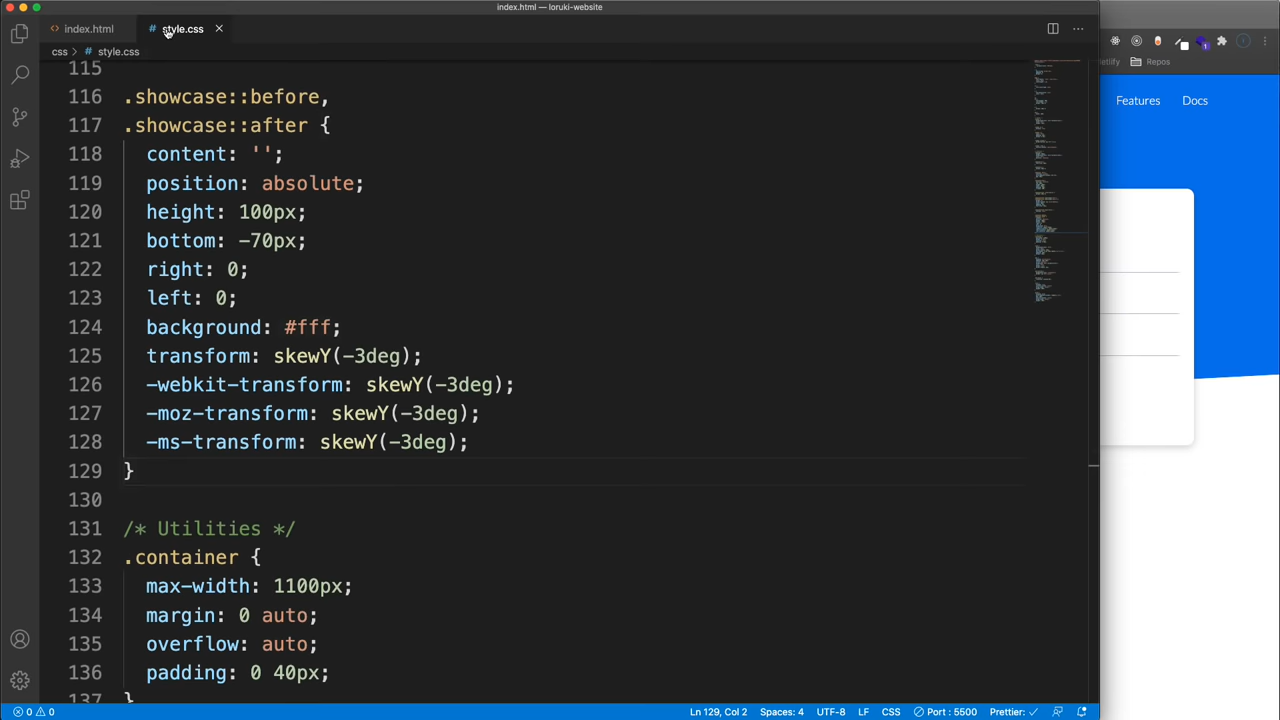 index.html — loruki-website
<> index.html
# style.css ×
css > # style.css
115
116 .showcase::before,
117 .showcase::after {
118 content: '';
119 position: absolute;
120 height: 100px;
121 bottom: -70px;
122 right: 0;
123 left: 0;
124 background: #fff;
125 transform: skewY(-3deg);
126 -webkit-transform: skewY(-3deg);
127 -moz-transform: skewY(-3deg);
128 -ms-transform: skewY(-3deg);
129 }
130
131 /* Utilities */
132 .container {
133 max-width: 1100px;
134 margin: 0 auto;
135 overflow: auto;
136 padding: 0 40px;
137 }
0 0 Ln 129, Col 2 Spaces: 4 UTF-8 LF CSS Port : 5500 Prettier: ✓
etlify Repos
Features Docs